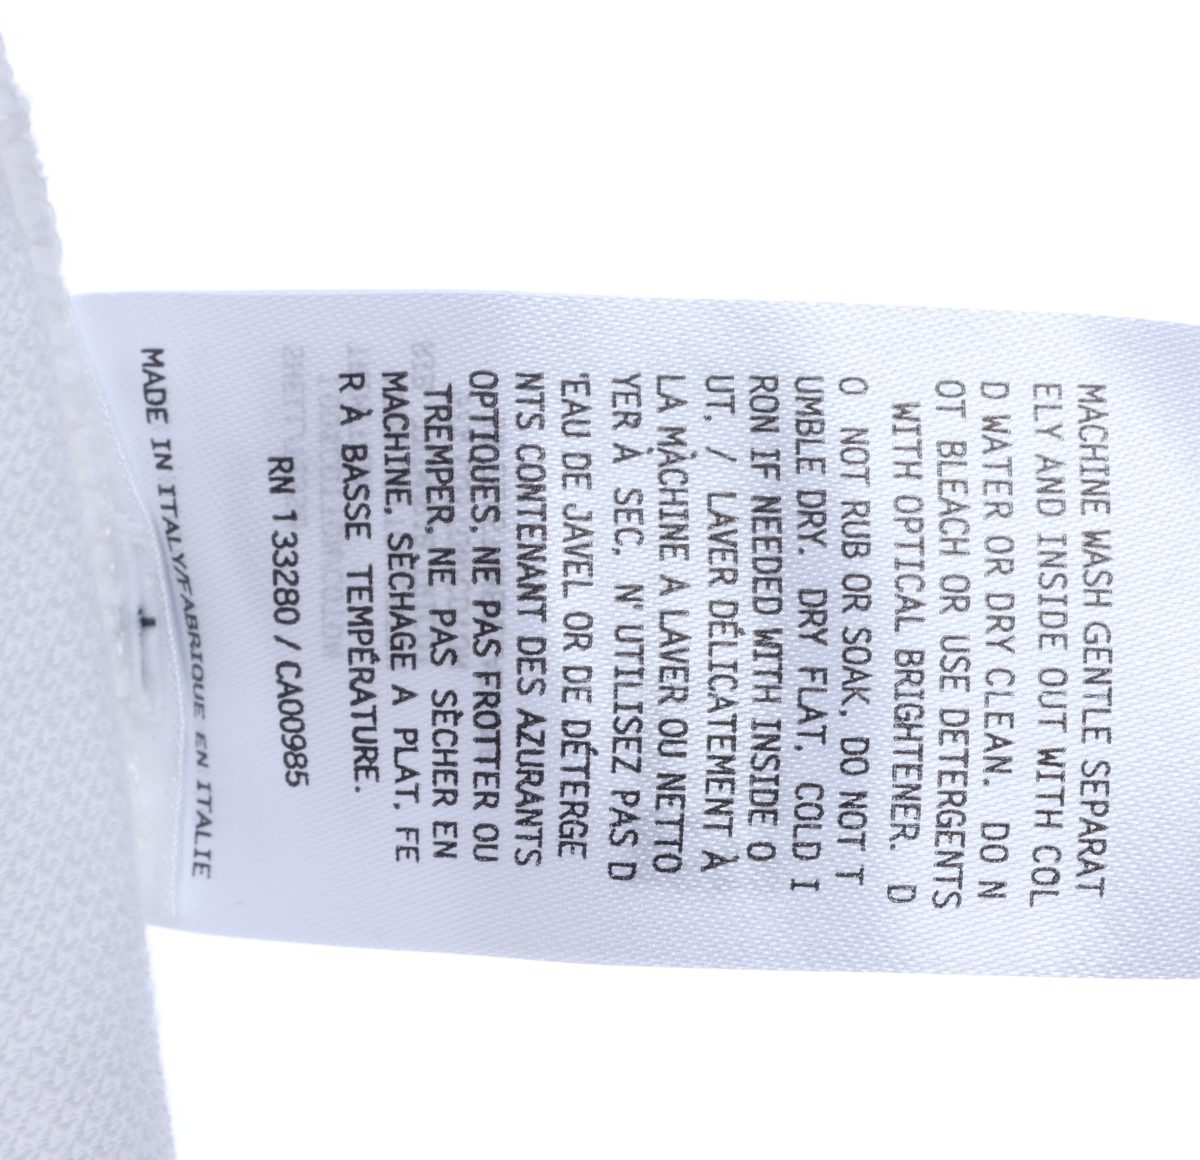 MACHINE WASH GENTLE SEPARAT
ELY AND INSIDE OUT WITH COL
D WATER OR DRY CLEAN. DO N
OT BLEACH OR USE DETERGENTS
WITH OPTICAL BRIGHTENER. D
O NOT RUB OR SOAK, DO NOT T
UMBLE DRY. DRY FLAT. COLD I
RON IF NEEDED WITH INSIDE O
UT. / LAVER DÉLICATEMENT À
LA MÀCHINE A LAVER OU NETTO
YER À SEC. N'UTILISEZ PAS D
'EAU DE JAVEL OR DE DÉTERGE
NTS CONTENANT DES AZURANTS
OPTIQUES, NE PAS FROTTER OU
TREMPER, NE PAS SÈCHER EN
MACHINE, SÈCHAGE A PLAT. FE
R À BASSE TEMPÉRATURE.
RN 133280 / CA00985
MADE IN ITALY/FABRIQUE EN ITALIE